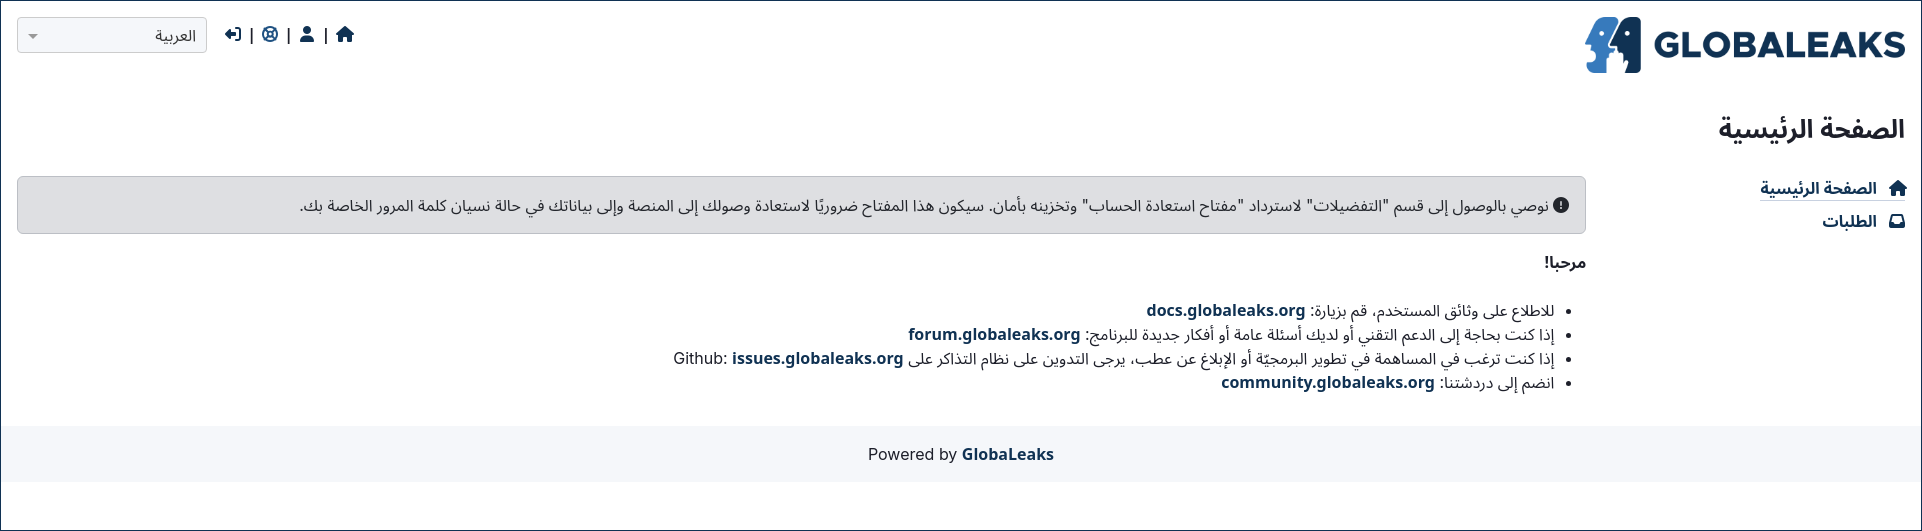 GLOBALEAKS
| | |
العربية
الصفحة الرئيسية
الصفحة الرئيسية
الطلبات
نوصي بالوصول إلى قسم "التفضيلات" لاسترداد "مفتاح استعادة الحساب" وتخزينه بأمان. سيكون هذا المفتاح ضروريًا لاستعادة وصولك إلى المنصة وإلى بياناتك في حالة نسيان كلمة المرور الخاصة بك.
مرحبا!
• للاطلاع على وثائق المستخدم، قم بزيارة: docs.globaleaks.org
• إذا كنت بحاجة إلى الدعم التقني أو لديك أسئلة عامة أو أفكار جديدة للبرنامج: forum.globaleaks.org
• إذا كنت ترغب في المساهمة في تطوير البرمجيّة أو الإبلاغ عن عطب، يرجى التدوين على نظام التذاكر على Github: issues.globaleaks.org
• انضم إلى دردشتنا: community.globaleaks.org
Powered by GlobaLeaks